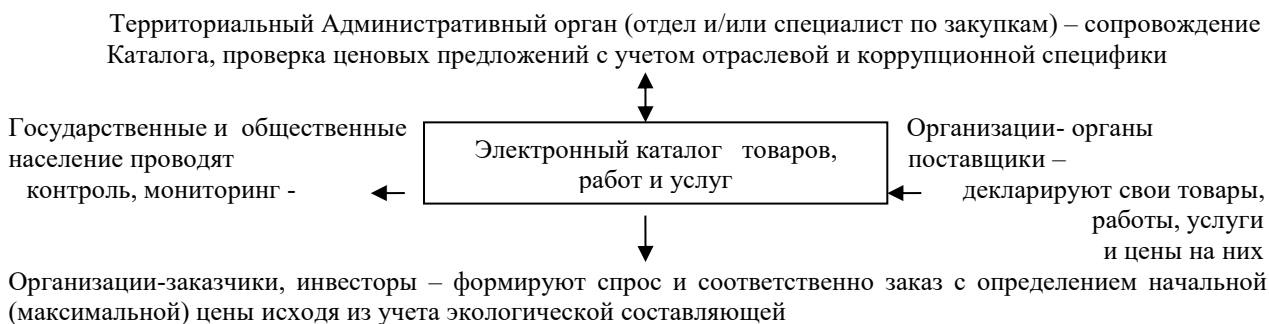 Территориальный Административный орган (отдел и/или специалист по закупкам) – сопровождение
Каталога, проверка ценовых предложений с учетом отраслевой и коррупционной специфики
Государственные и общественные
население проводят
контроль, мониторинг -
Электронный каталог товаров,
работ и услуг
Организации- органы
поставщики –
декларируют свои товары,
работы, услуги
и цены на них
Организации-заказчики, инвесторы – формируют спрос и соответственно заказ с определением начальной
(максимальной) цены исходя из учета экологической составляющей